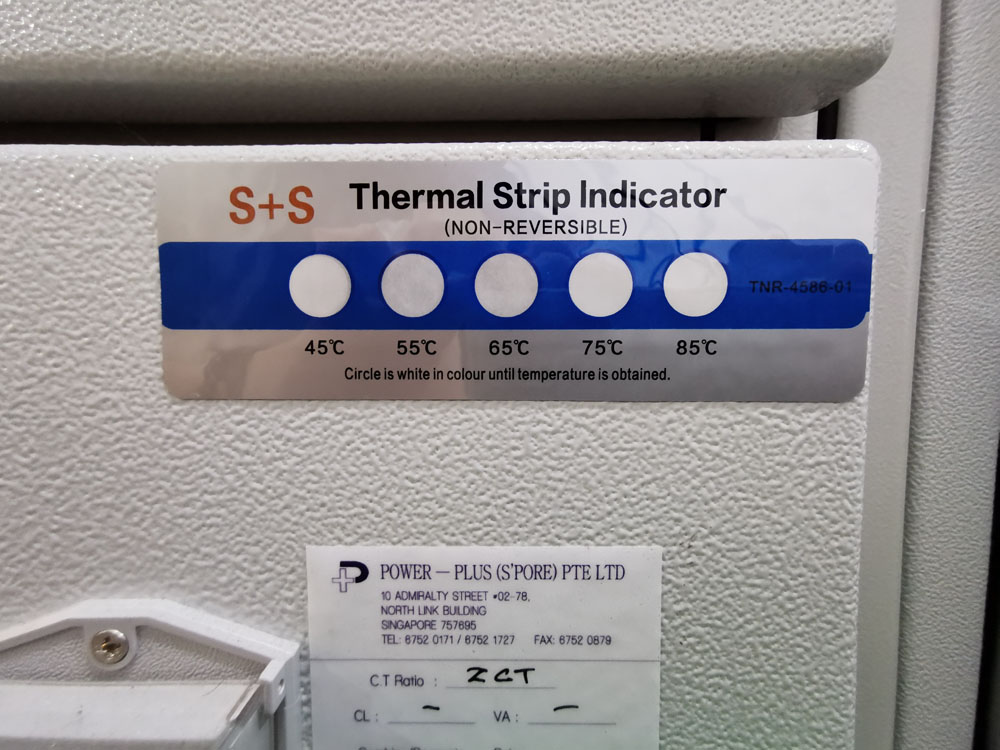 S+S Thermal Strip Indicator
(NON-REVERSIBLE)
TNR-4586-01
45℃ 55℃ 65℃ 75℃ 85℃
Circle is white in colour until temperature is obtained.
POWER — PLUS (S'PORE) PTE LTD
10 ADMIRALTY STREET #02-78,
NORTH LINK BUILDING
SINGAPORE 757695
TEL: 6752 0171 / 6752 1727 FAX: 6752 0879
C.T Ratio : ZCT
CL : – VA : –